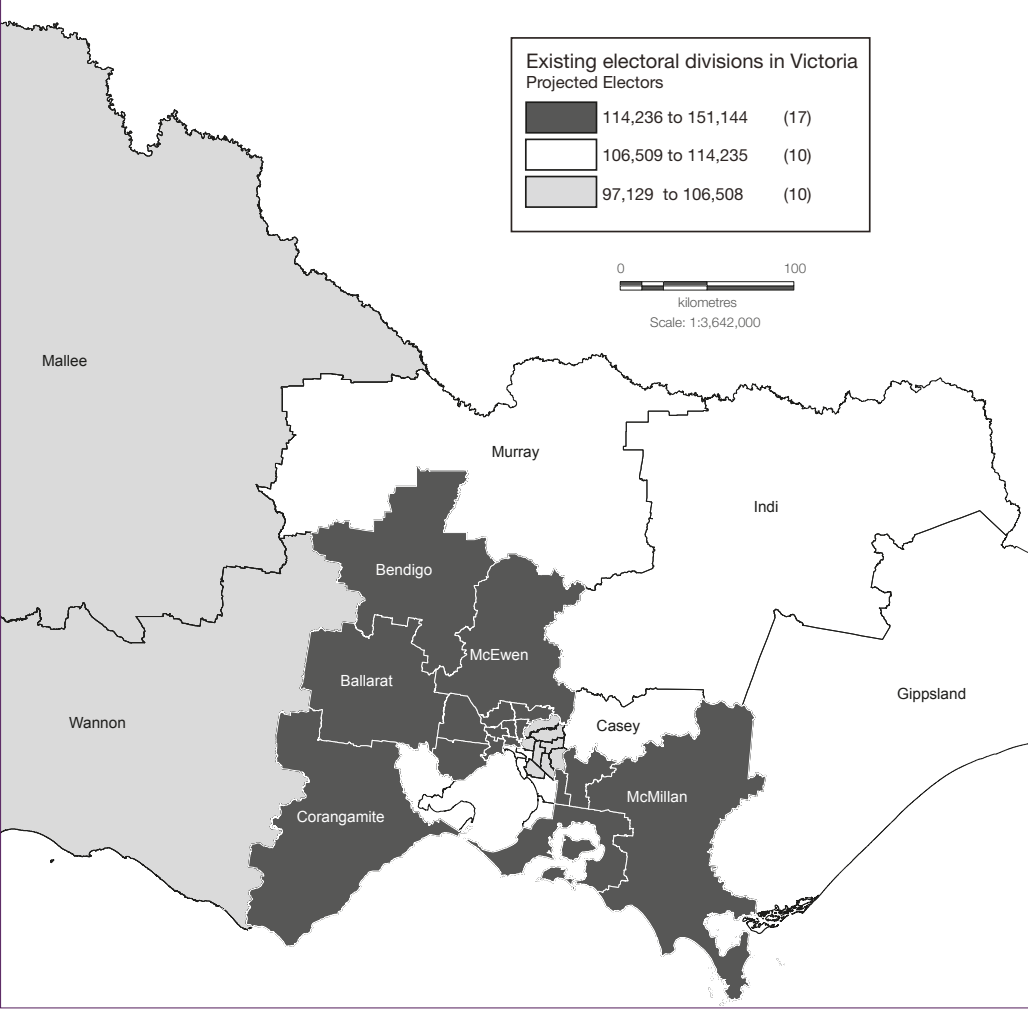 Existing electoral divisions in Victoria
Projected Electors
114,236 to 151,144 (17)
106,509 to 114,235 (10)
97,129 to 106,508 (10)
0 100
kilometres
Scale: 1:3,642,000
Mallee
Murray
Indi
Bendigo
McEwen
Ballarat
Gippsland
Wannon
Casey
McMillan
Corangamite